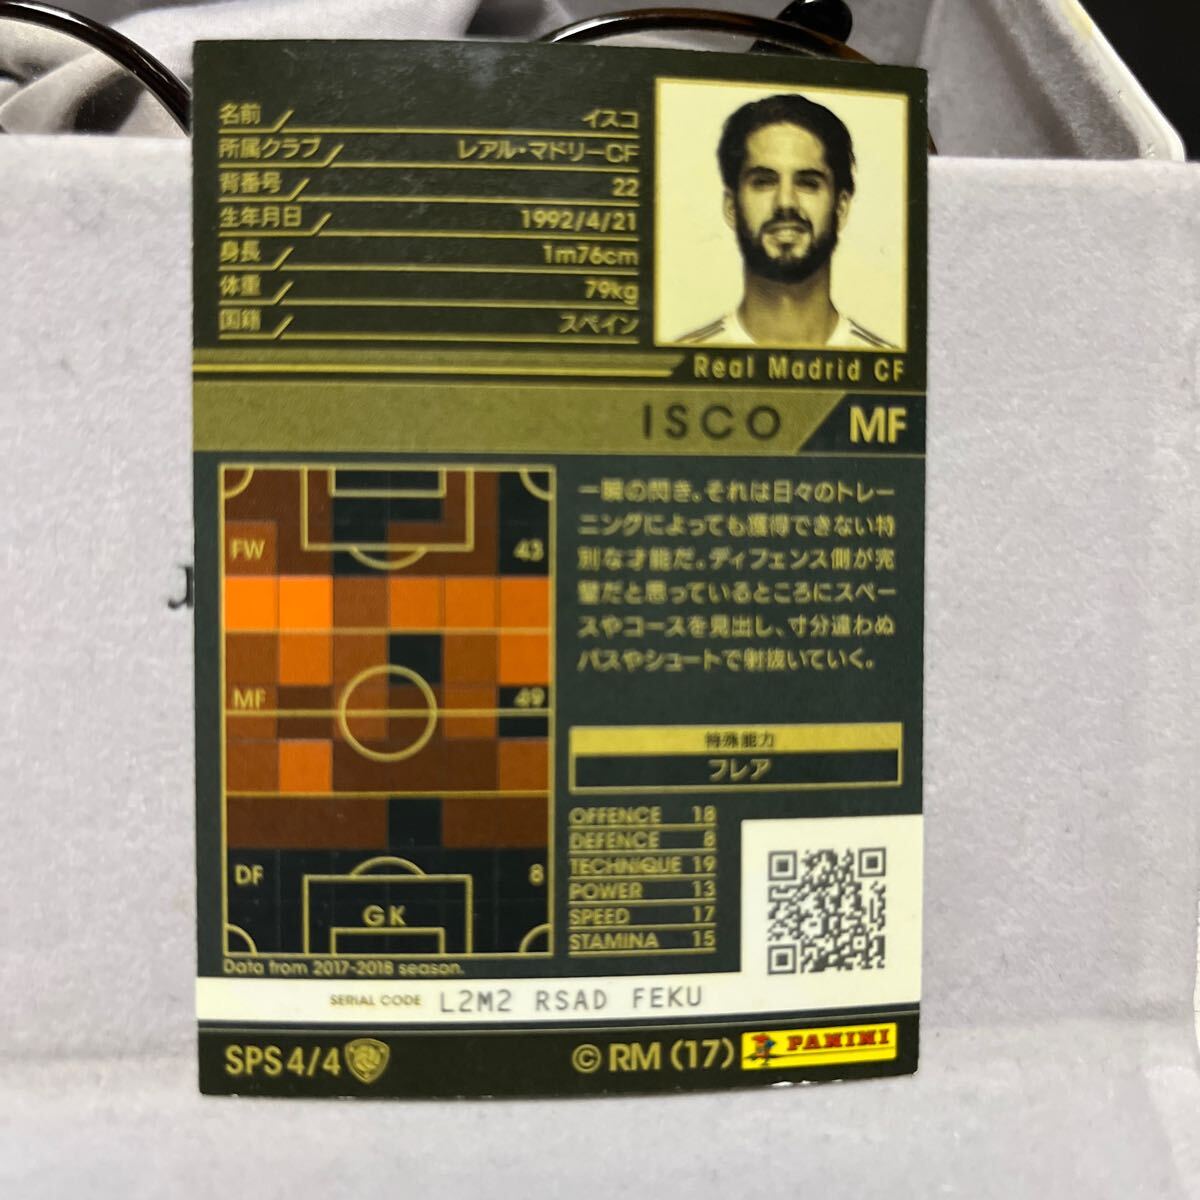 名前 イスコ
所属クラブ レアル・マドリーCF
背番号 22
生年月日 1992/4/21
身長 1m76cm
体重 79kg
国籍 スペイン
Real Madrid CF
ISCO MF
一瞬の閃き。それは日々のトレー
ニングによっても獲得できない特
別な才能だ。ディフェンス側が完
璧だと思っているところにスペー
スやコースを見出し、寸分違わぬ
パスやシュートで射抜いていく。
FW 43
MF 49
DF 8
GK
Data from 2017-2018 season.
特殊能力
フレア
OFFENCE 18
DEFENCE 8
TECHNIQUE 19
POWER 13
SPEED 17
STAMINA 15
SERIAL CODE L2M2 RSAD FEKU
SPS 4/4
© RM (17) PANINI